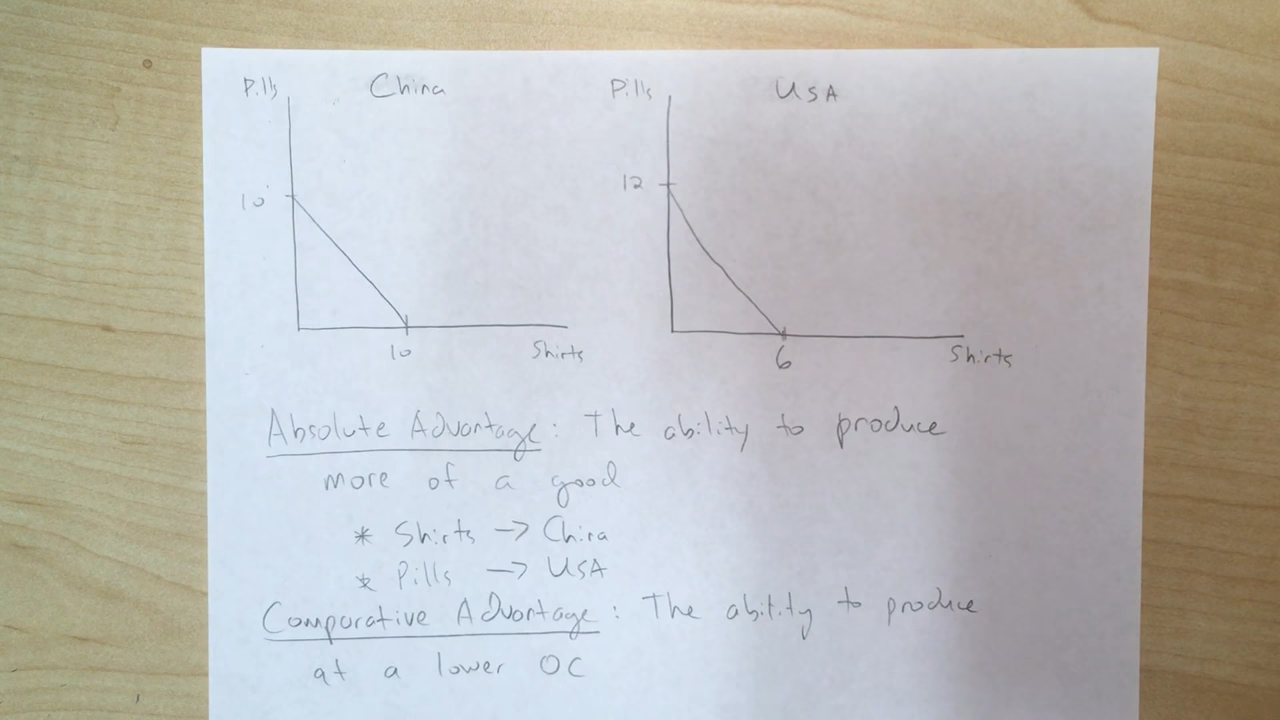 Pills China
10
10 Shirts
Pills USA
12
6 Shirts
Absolute Advantage: The ability to produce
more of a good
* Shirts -> China
* Pills -> USA
Comparative Advantage: The ability to produce
at a lower OC